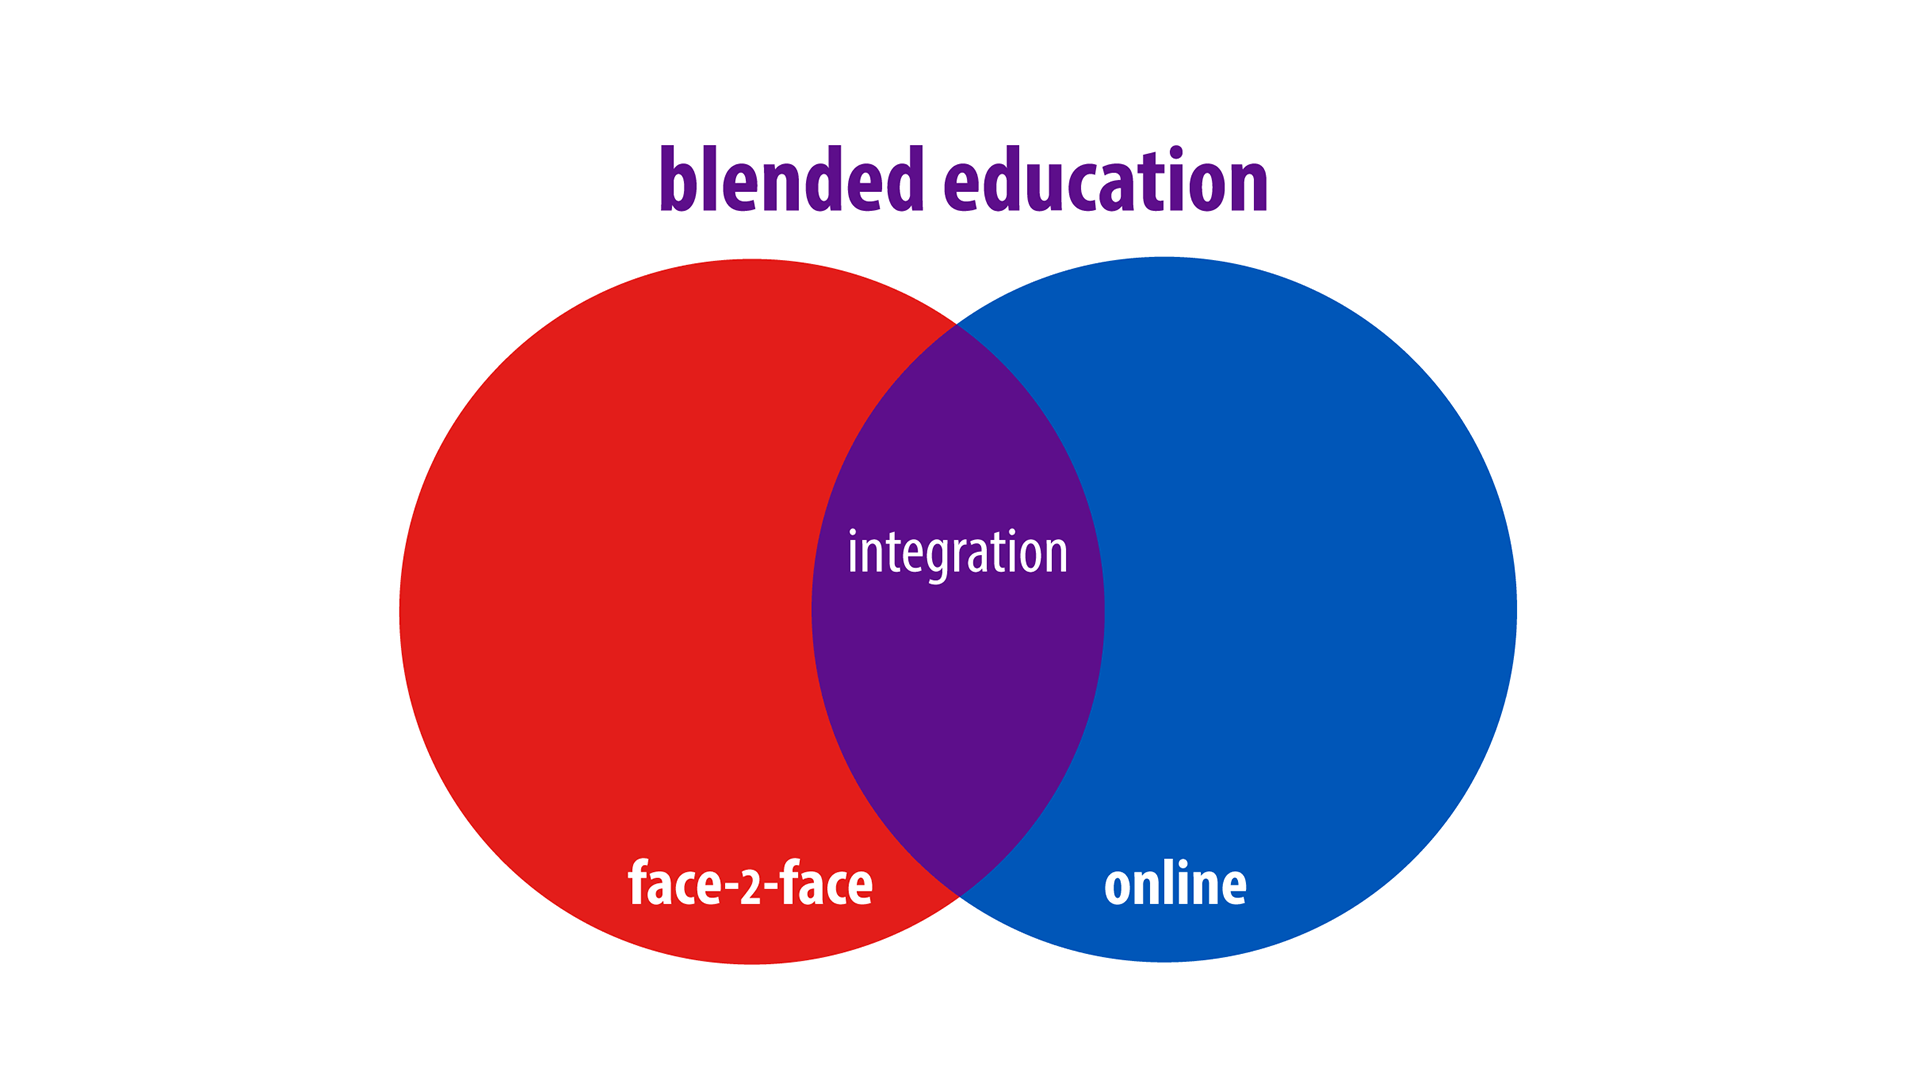 blended education
integration
face-2-face
online